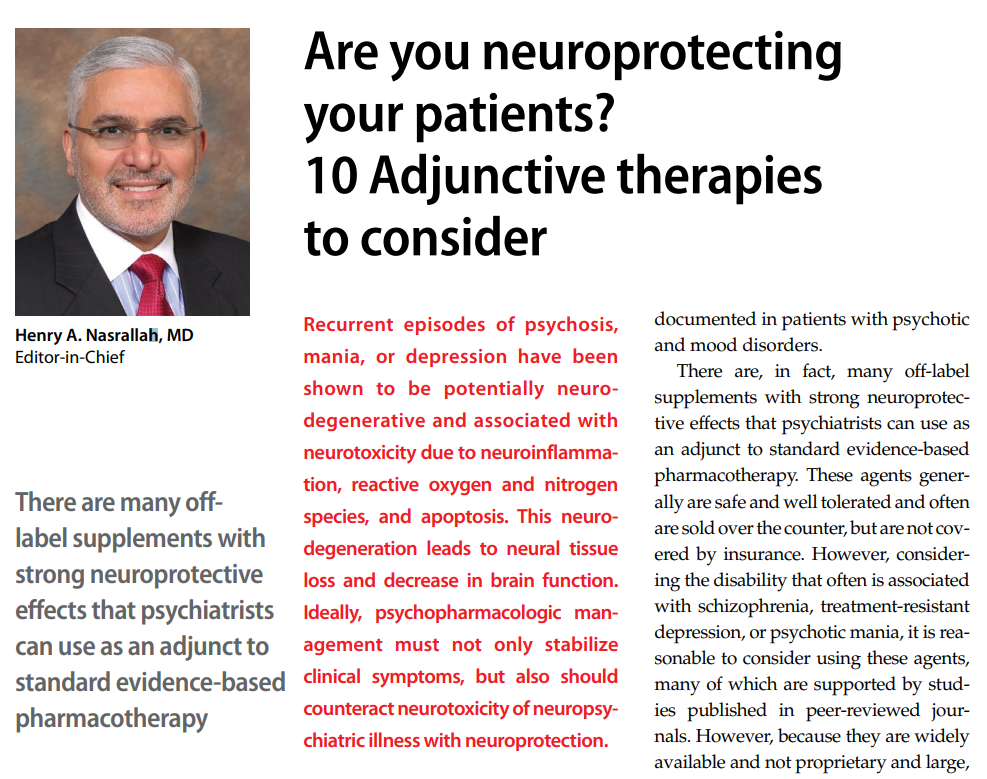 Are you neuroprotecting
your patients?
10 Adjunctive therapies
to consider
Henry A. Nasrallah, MD
Editor-in-Chief
There are many off-
label supplements with
strong neuroprotective
effects that psychiatrists
can use as an adjunct to
standard evidence-based
pharmacotherapy
Recurrent episodes of psychosis,
mania, or depression have been
shown to be potentially neuro-
degenerative and associated with
neurotoxicity due to neuroinflamma-
tion, reactive oxygen and nitrogen
species, and apoptosis. This neuro-
degeneration leads to neural tissue
loss and decrease in brain function.
Ideally, psychopharmacologic man-
agement must not only stabilize
clinical symptoms, but also should
counteract neurotoxicity of neuropsy-
chiatric illness with neuroprotection.
documented in patients with psychotic
and mood disorders.
There are, in fact, many off-label
supplements with strong neuroprotec-
tive effects that psychiatrists can use as
an adjunct to standard evidence-based
pharmacotherapy. These agents gener-
ally are safe and well tolerated and often
are sold over the counter, but are not cov-
ered by insurance. However, consider-
ing the disability that often is associated
with schizophrenia, treatment-resistant
depression, or psychotic mania, it is rea-
sonable to consider using these agents,
many of which are supported by stud-
ies published in peer-reviewed jour-
nals. However, because they are widely
available and not proprietary and large,